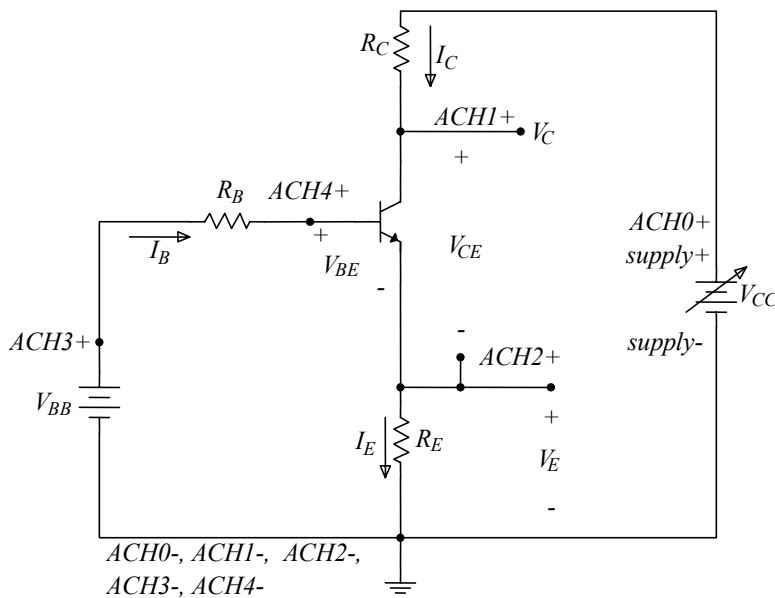 R_C
I_C
ACH1+
V_C
+
R_B
ACH4+
ACH0+
supply+
I_B
+
V_BE
-
V_CE
V_CC
ACH3+
-
ACH2+
supply-
V_BB
I_E
R_E
+
V_E
-
ACH0-, ACH1-, ACH2-,
ACH3-, ACH4-